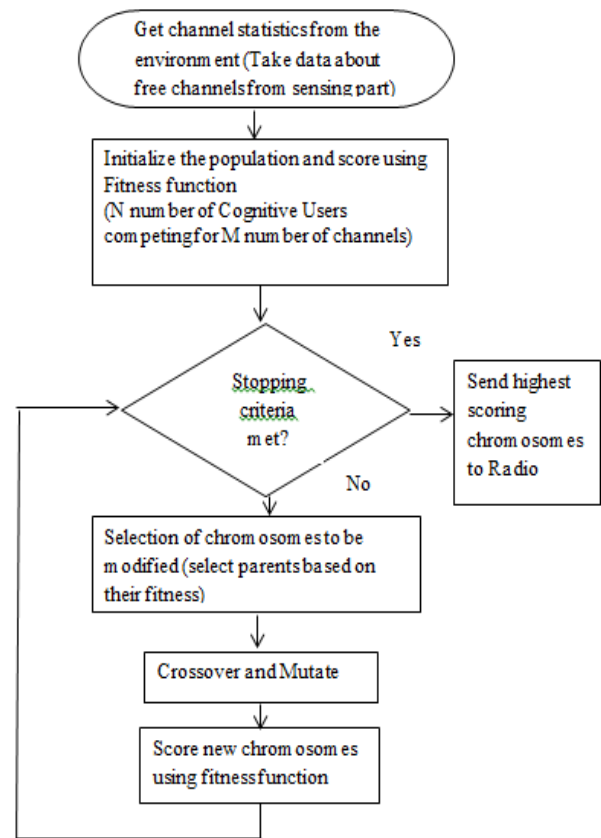 Get channel statistics from the
environment (Take data about
free channels from sensing part)
Initialize the population and score using
Fitness function
(N number of Cognitive Users
competing for M number of channels)
Yes
Stopping
criteria
met?
Send highest
scoring
chromosomes
to Radio
No
Selection of chromosomes to be
modified (select parents based on
their fitness)
Crossover and Mutate
Score new chromosomes
using fitness function